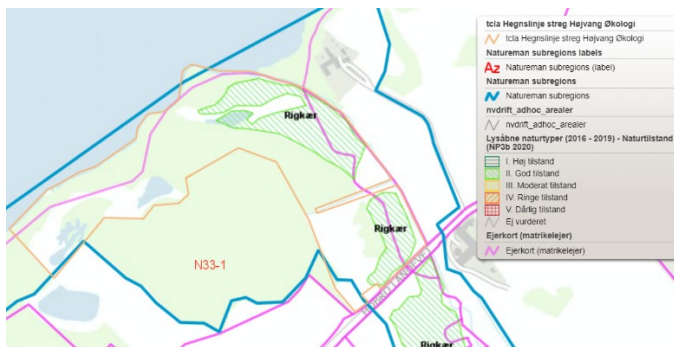 tcla Hegnslinje streg Højvang Økologi
tcla Hegnslinje streg Højvang Økologi
Natureman subregions labels
Az Natureman subregions (label)
Natureman subregions
Natureman subregions
nvdrift_adhoc_arealer
nvdrift_adhoc_arealer
Lysåbne naturtyper (2016 - 2019) - Naturtilstand
(NP3b 2020)
I. Høj tilstand
II. God tilstand
III. Moderat tilstand
IV. Ringe tilstand
V. Dårlig tilstand
Ej vurderet
Ejerkort (matrikelejer)
Ejerkort (matrikelejer)
Rigkær
Rigkær
N33-1
Rigkær